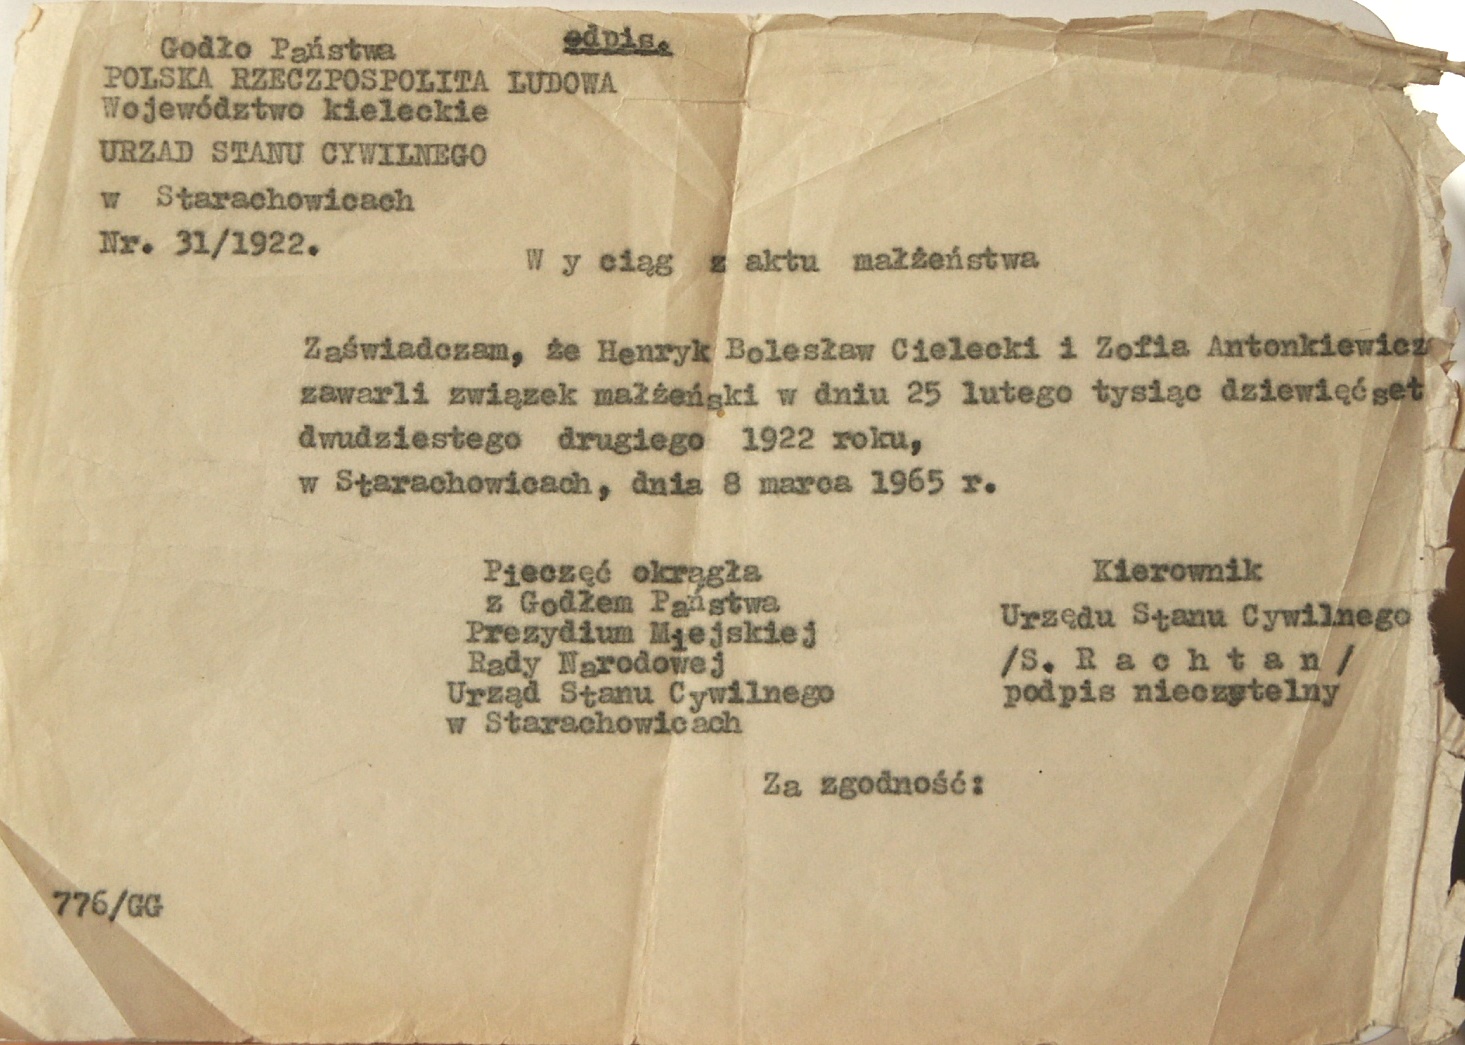 odpis.
Godło Państwa
POLSKA RZECZPOSPOLITA LUDOWA
Województwo kieleckie
URZAD STANU CYWILNEGO
w Starachowicach
Nr. 31/1922.
W y ciąg z aktu małżeństwa
Zaświadczam, że Henryk Bolesław Cielecki i Zofia Antonkiewicz
zawarli związek małżeński w dniu 25 lutego tysiąc dziewięćset
dwudziestego drugiego 1922 roku,
w Starachowicach, dnia 8 marca 1965 r.
Pieczęć okrągła
z Godłem Państwa
Prezydium Miejskiej
Rady Narodowej
Urząd Stanu Cywilnego
w Starachowicach
Kierownik
Urzędu Stanu Cywilnego
/S. R a c h t a n/
podpis nieczytelny
Za zgodność:
776/GG